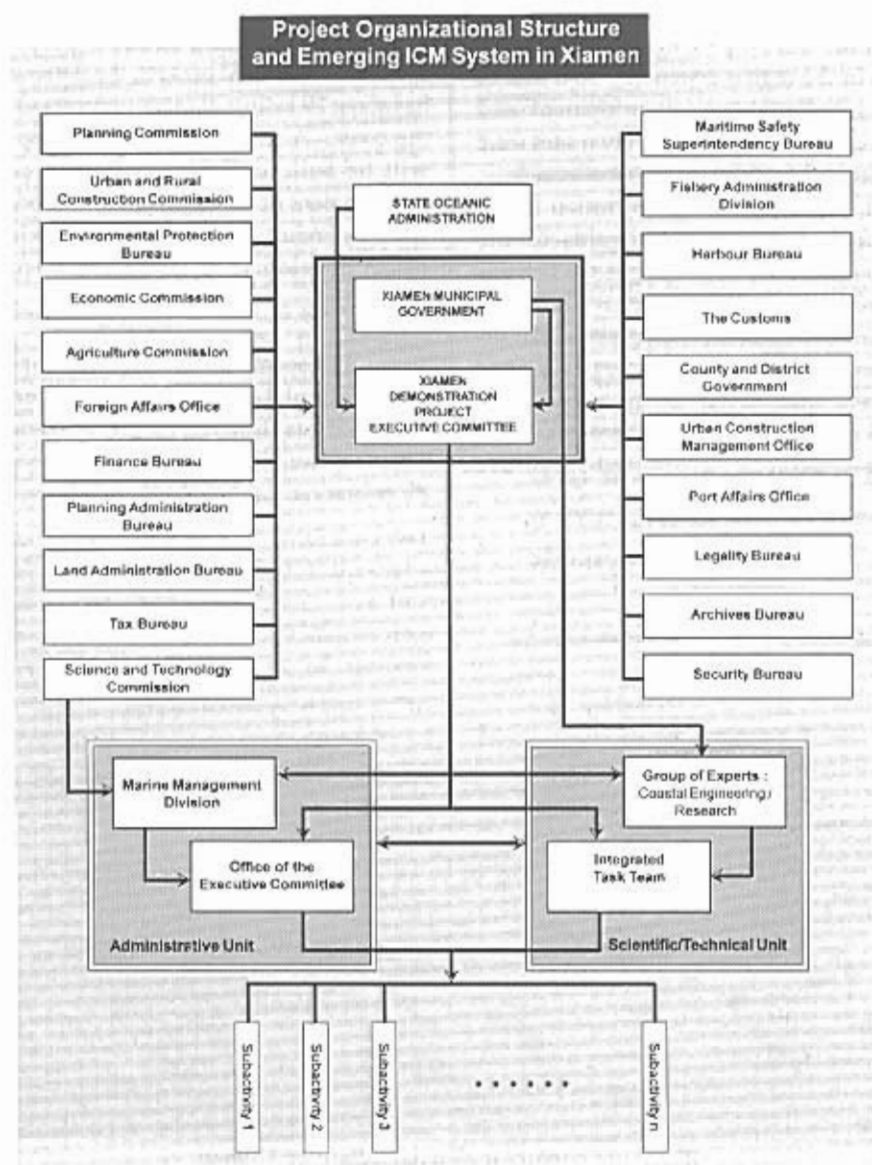 Project Organizational Structure
and Emerging ICM System in Xiamen
Planning Commission
Urban and Rural
Construction Commission
Environmental Protection
Bureau
Economic Commission
Agriculture Commission
Foreign Affairs Office
Finance Bureau
Planning Administration
Bureau
Land Administration Bureau
Tax Bureau
Science and Technology
Commission
STATE OCEANIC
ADMINISTRATION
XIAMEN MUNICIPAL
GOVERNMENT
XIAMEN
DEMONSTRATION
PROJECT
EXECUTIVE COMMITTEE
Maritime Safety
Superintendency Bureau
Fishery Administration
Division
Harbour Bureau
The Customs
County and District
Government
Urban Construction
Management Office
Port Affairs Office
Legality Bureau
Archives Bureau
Security Bureau
Marine Management
Division
Office of the
Executive Committee
Administrative Unit
Group of Experts :
Coastal Engineering/
Research
Integrated
Task Team
Scientific/Technical Unit
Subactivity 1
Subactivity 2
Subactivity 3
......
Subactivity n